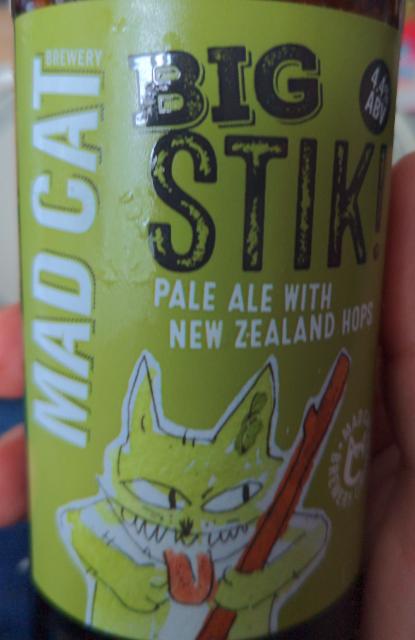 MAD CAT
BREWERY
BIG
STIK!
4.4%
ABV
PALE ALE WITH
NEW ZEALAND HOPS